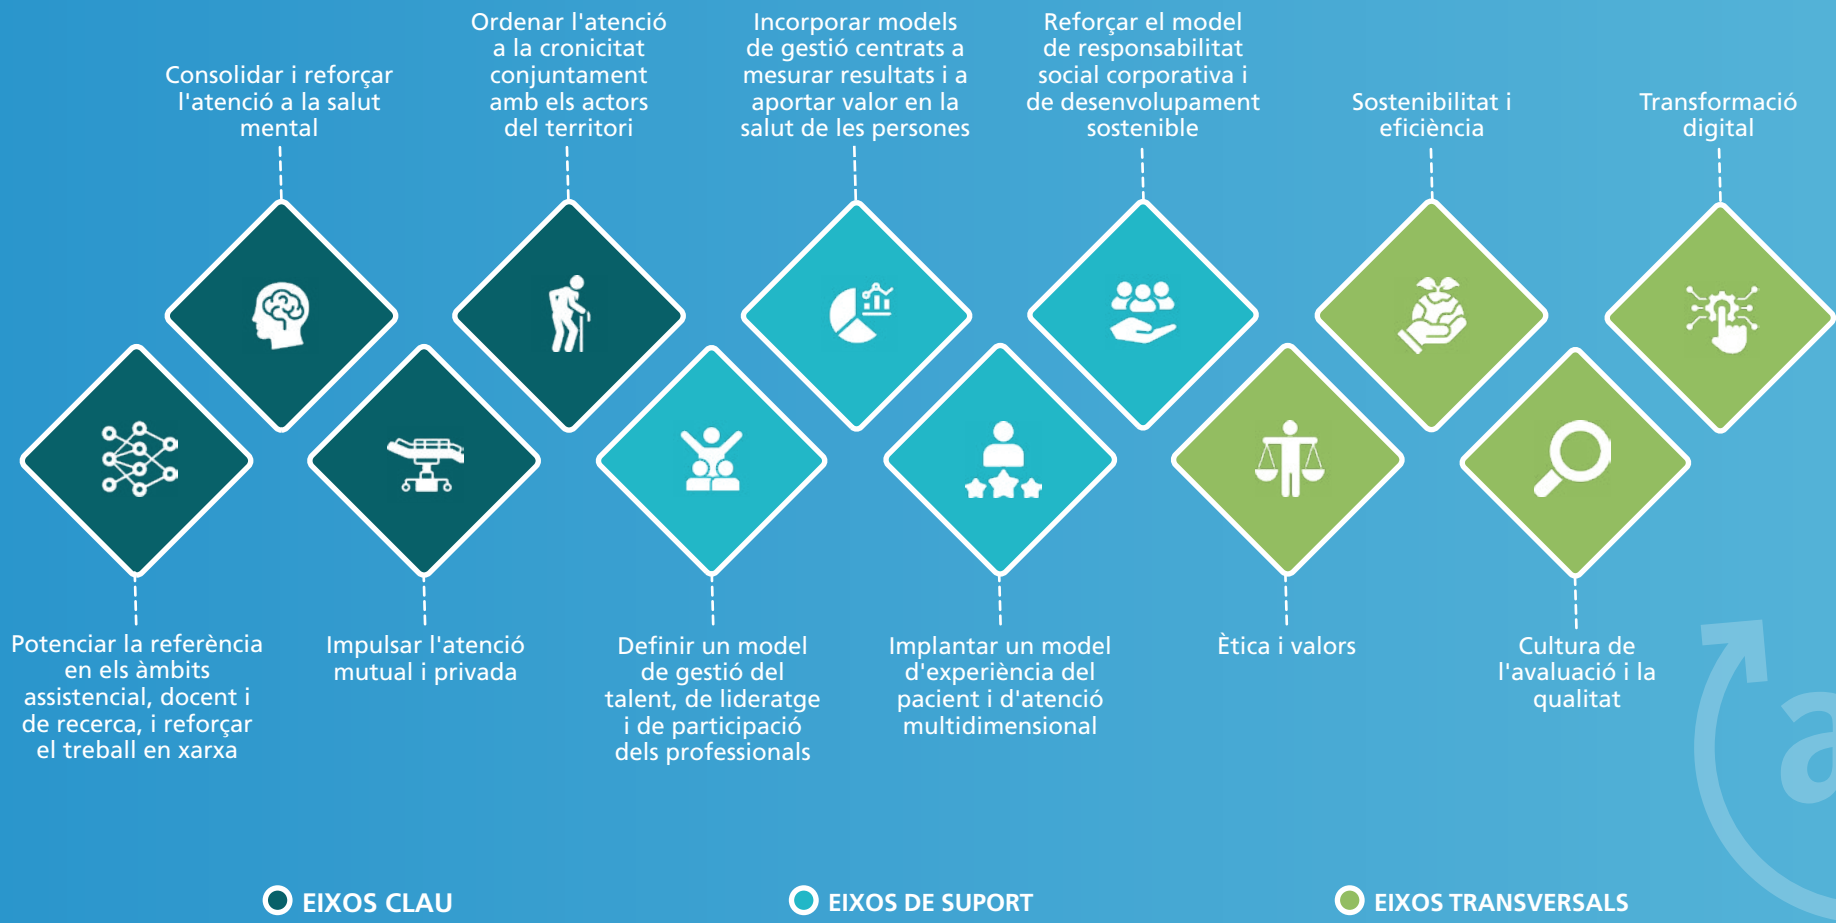 Consolidar i reforçar
l'atenció a la salut
mental
Ordenar l'atenció
a la cronicitat
conjuntament
amb els actors
del territori
Incorporar models
de gestió centrats a
mesurar resultats i a
aportar valor en la
salut de les persones
Reforçar el model
de responsabilitat
social corporativa i
de desenvolupament
sostenible
Sostenibilitat i
eficiència
Transformació
digital
Potenciar la referència
en els àmbits
assistencial, docent i
de recerca, i reforçar
el treball en xarxa
Impulsar l'atenció
mutual i privada
Definir un model
de gestió del
talent, de lideratge
i de participació
dels professionals
Implantar un model
d'experiència del
pacient i d'atenció
multidimensional
Ètica i valors
Cultura de
l'avaluació i la
qualitat
a
EIXOS CLAU
EIXOS DE SUPORT
EIXOS TRANSVERSALS